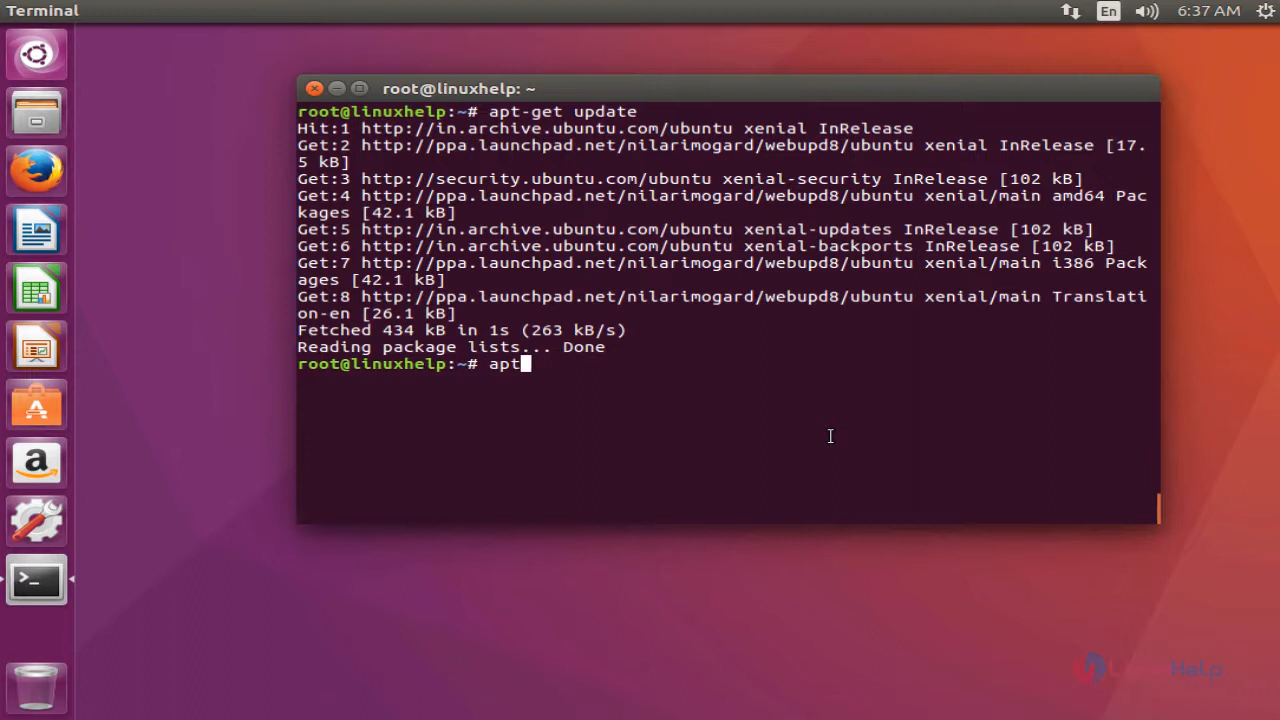 Terminal
En
6:37 AM
root@linuxhelp: ~
root@linuxhelp:~# apt-get update
Hit:1 http://in.archive.ubuntu.com/ubuntu xenial InRelease
Get:2 http://ppa.launchpad.net/nilarimogard/webupd8/ubuntu xenial InRelease [17.
5 kB]
Get:3 http://security.ubuntu.com/ubuntu xenial-security InRelease [102 kB]
Get:4 http://ppa.launchpad.net/nilarimogard/webupd8/ubuntu xenial/main amd64 Pac
kages [42.1 kB]
Get:5 http://in.archive.ubuntu.com/ubuntu xenial-updates InRelease [102 kB]
Get:6 http://in.archive.ubuntu.com/ubuntu xenial-backports InRelease [102 kB]
Get:7 http://ppa.launchpad.net/nilarimogard/webupd8/ubuntu xenial/main i386 Pack
ages [42.1 kB]
Get:8 http://ppa.launchpad.net/nilarimogard/webupd8/ubuntu xenial/main Translati
on-en [26.1 kB]
Fetched 434 kB in 1s (263 kB/s)
Reading package lists... Done
root@linuxhelp:~# apt